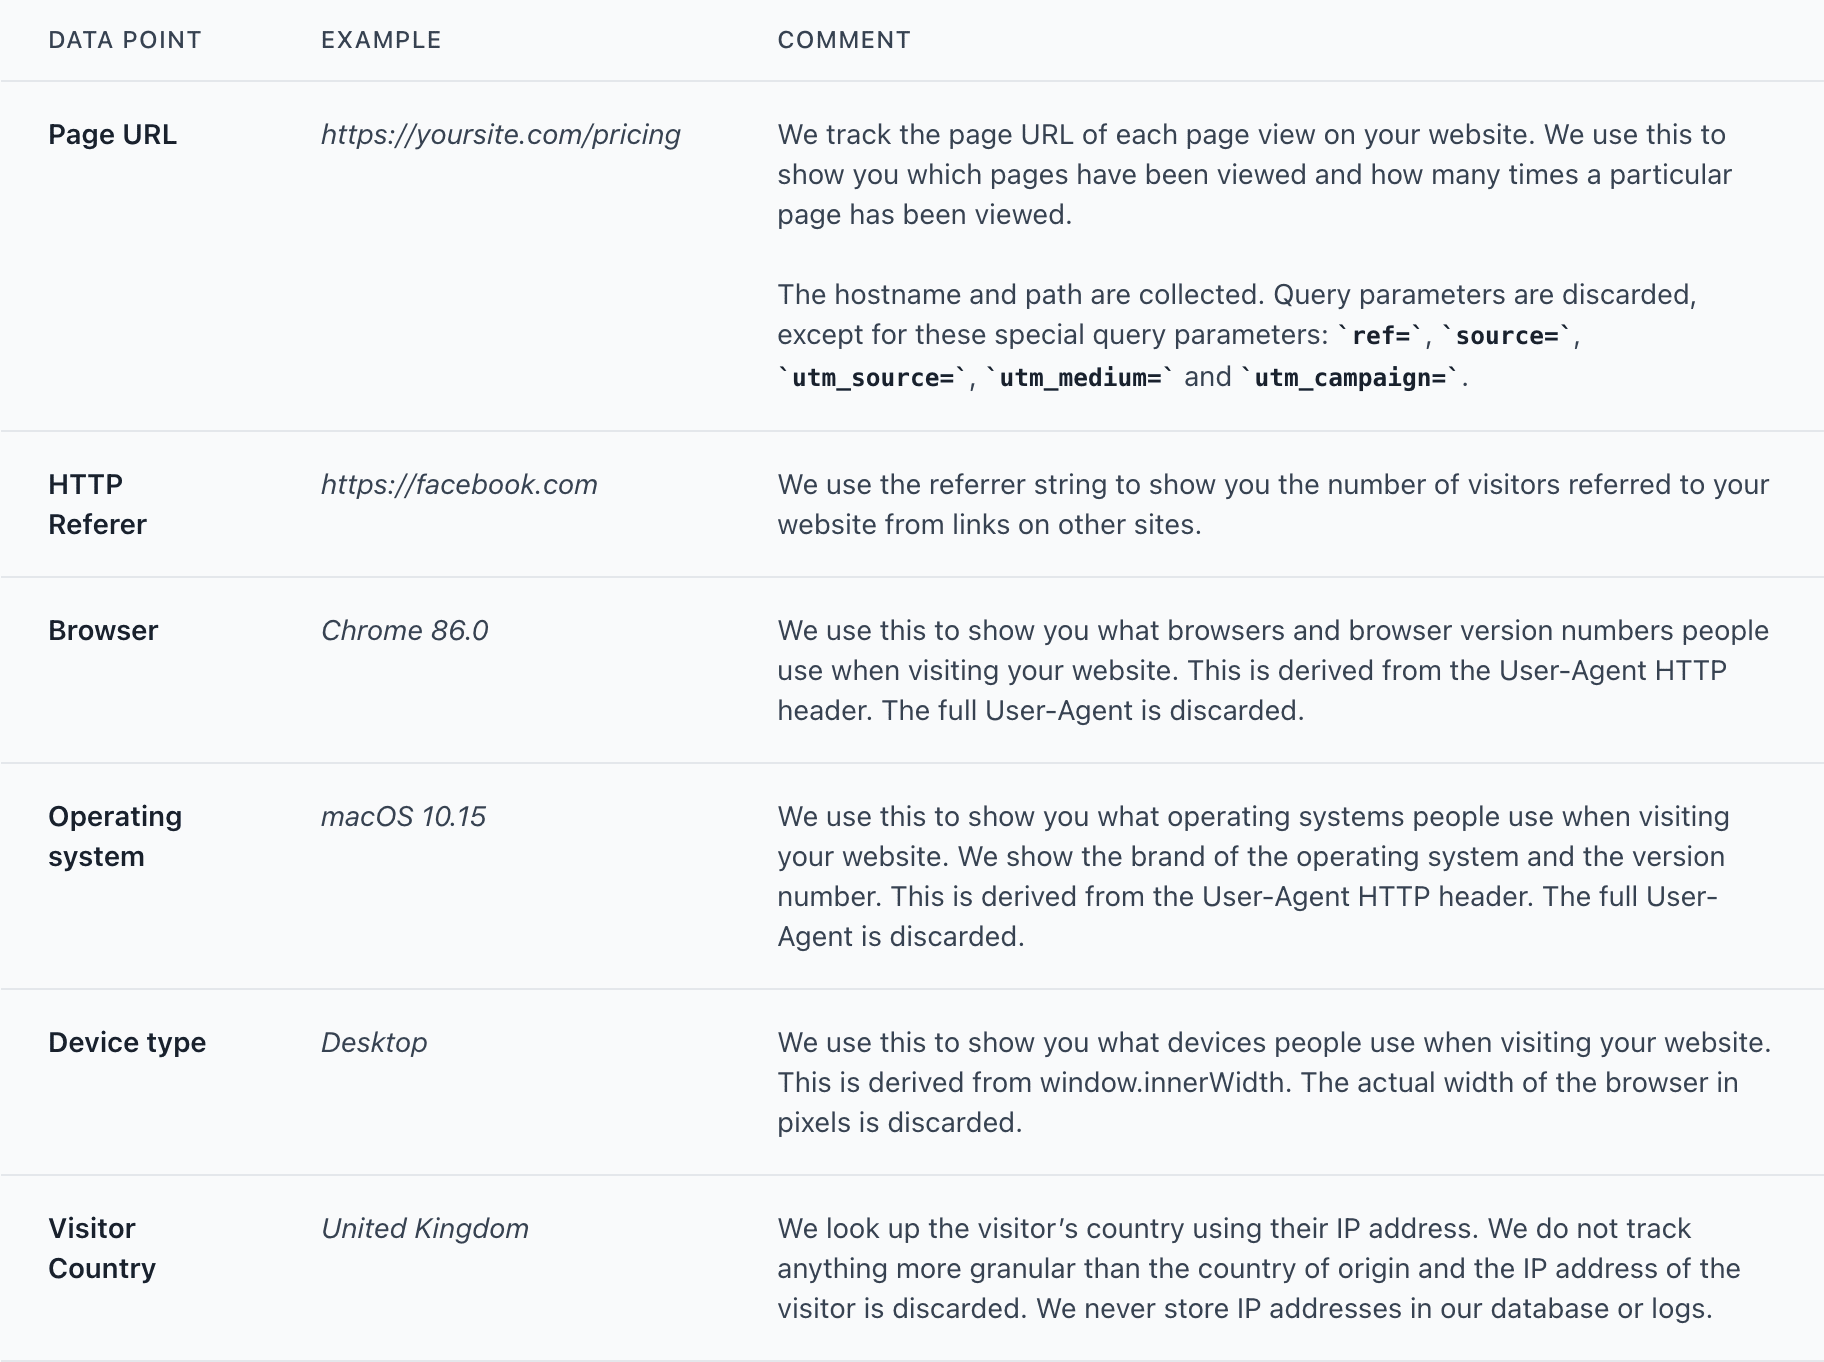 DATA POINT EXAMPLE COMMENT
Page URL https://yoursite.com/pricing We track the page URL of each page view on your website. We use this to
show you which pages have been viewed and how many times a particular
page has been viewed.
The hostname and path are collected. Query parameters are discarded,
except for these special query parameters: `ref=`, `source=`,
`utm_source=`, `utm_medium=` and `utm_campaign=`.
HTTP https://facebook.com We use the referrer string to show you the number of visitors referred to your
Referer website from links on other sites.
Browser Chrome 86.0 We use this to show you what browsers and browser version numbers people
use when visiting your website. This is derived from the User-Agent HTTP
header. The full User-Agent is discarded.
Operating macOS 10.15 We use this to show you what operating systems people use when visiting
system your website. We show the brand of the operating system and the version
number. This is derived from the User-Agent HTTP header. The full User-
Agent is discarded.
Device type Desktop We use this to show you what devices people use when visiting your website.
This is derived from window.innerWidth. The actual width of the browser in
pixels is discarded.
Visitor United Kingdom We look up the visitor’s country using their IP address. We do not track
Country anything more granular than the country of origin and the IP address of the
visitor is discarded. We never store IP addresses in our database or logs.